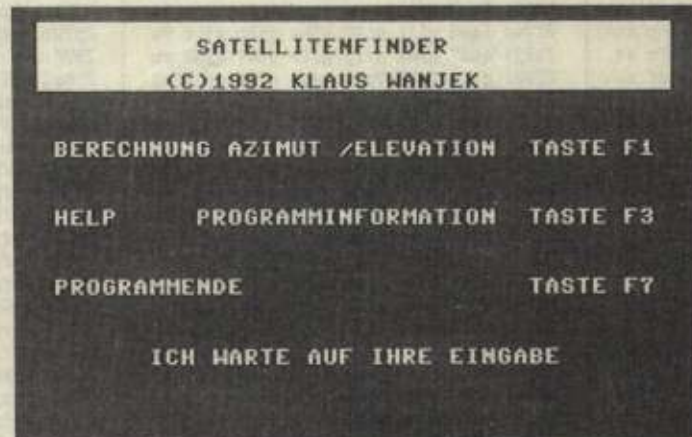 SATELLITENFINDER
(C)1992 KLAUS WANJEK
BERECHNUNG AZIMUT /ELEVATION TASTE F1
HELP PROGRAMMINFORMATION TASTE F3
PROGRAMMENDE TASTE F7
ICH WARTE AUF IHRE EINGABE